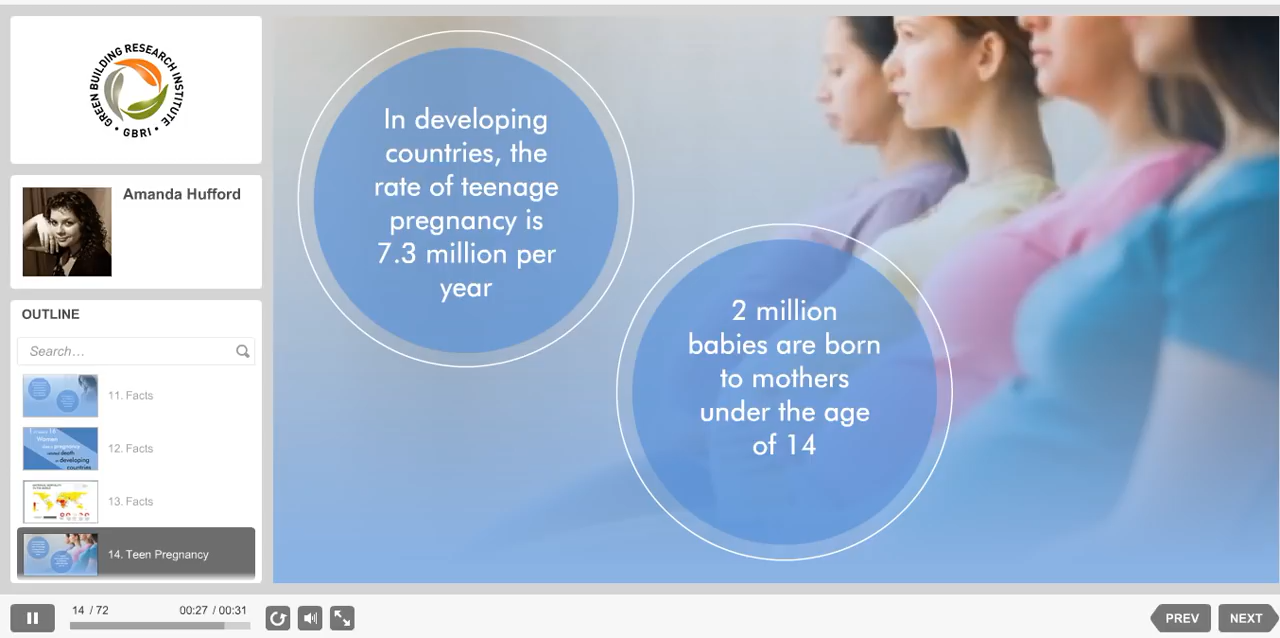 GREEN BUILDING RESEARCH INSTITUTE
• GBRI •
Amanda Hufford
OUTLINE
Search...
11. Facts
12. Facts
13. Facts
14. Teen Pregnancy
In developing
countries, the
rate of teenage
pregnancy is
7.3 million per
year
2 million
babies are born
to mothers
under the age
of 14
14 / 72
00:27 / 00:31
PREV
NEXT